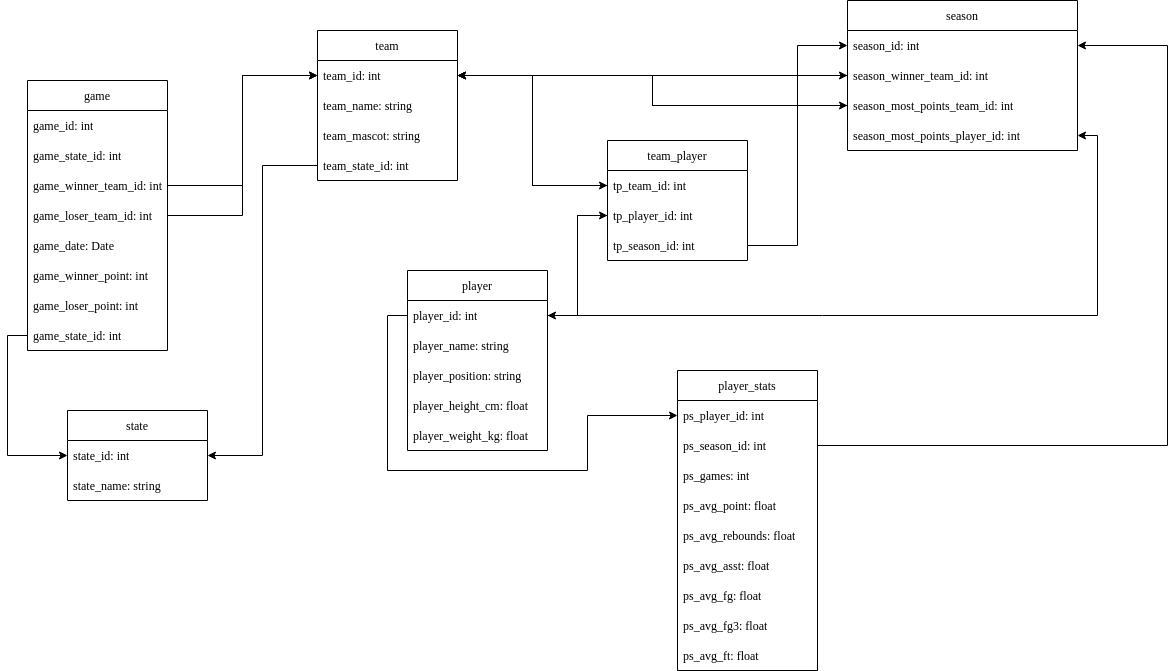 season
season_id: int
season_winner_team_id: int
season_most_points_team_id: int
season_most_points_player_id: int
team
team_id: int
team_name: string
team_mascot: string
team_state_id: int
game
game_id: int
game_state_id: int
game_winner_team_id: int
game_loser_team_id: int
game_date: Date
game_winner_point: int
game_loser_point: int
game_state_id: int
team_player
tp_team_id: int
tp_player_id: int
tp_season_id: int
player
player_id: int
player_name: string
player_position: string
player_height_cm: float
player_weight_kg: float
player_stats
ps_player_id: int
ps_season_id: int
ps_games: int
ps_avg_point: float
ps_avg_rebounds: float
ps_avg_asst: float
ps_avg_fg: float
ps_avg_fg3: float
ps_avg_ft: float
state
state_id: int
state_name: string